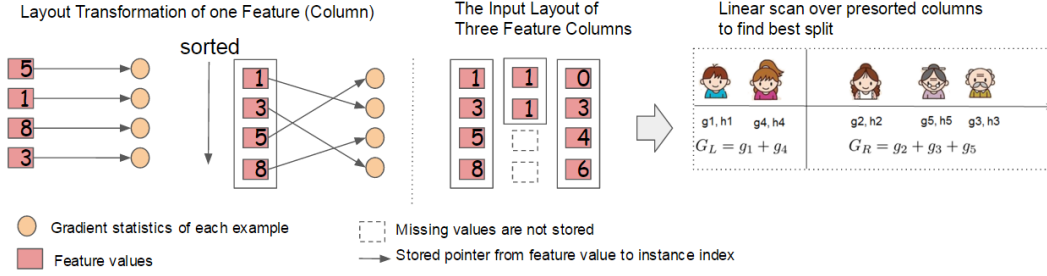 Layout Transformation of one Feature (Column)
The Input Layout of
Three Feature Columns
Linear scan over presorted columns
to find best split
sorted
5
1
8
3
1
3
5
8
1
3
5
8
1
1
0
3
4
6
g1, h1
g4, h4
g2, h2
g5, h5
g3, h3
G_L = g_1 + g_4
G_R = g_2 + g_3 + g_5
Gradient statistics of each example
Feature values
Missing values are not stored
Stored pointer from feature value to instance index